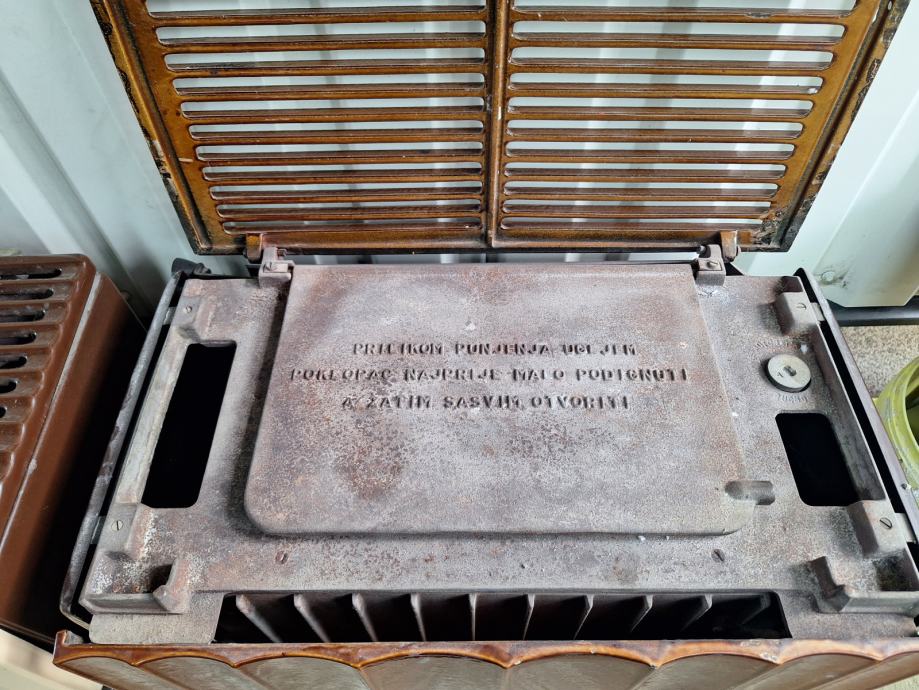 PRILIKOM PUNJENJA UGLJEM
POKLOPAC NAJPRIJE MALO PODIGNUTI
A ZATIM SASVIM OTVORITI